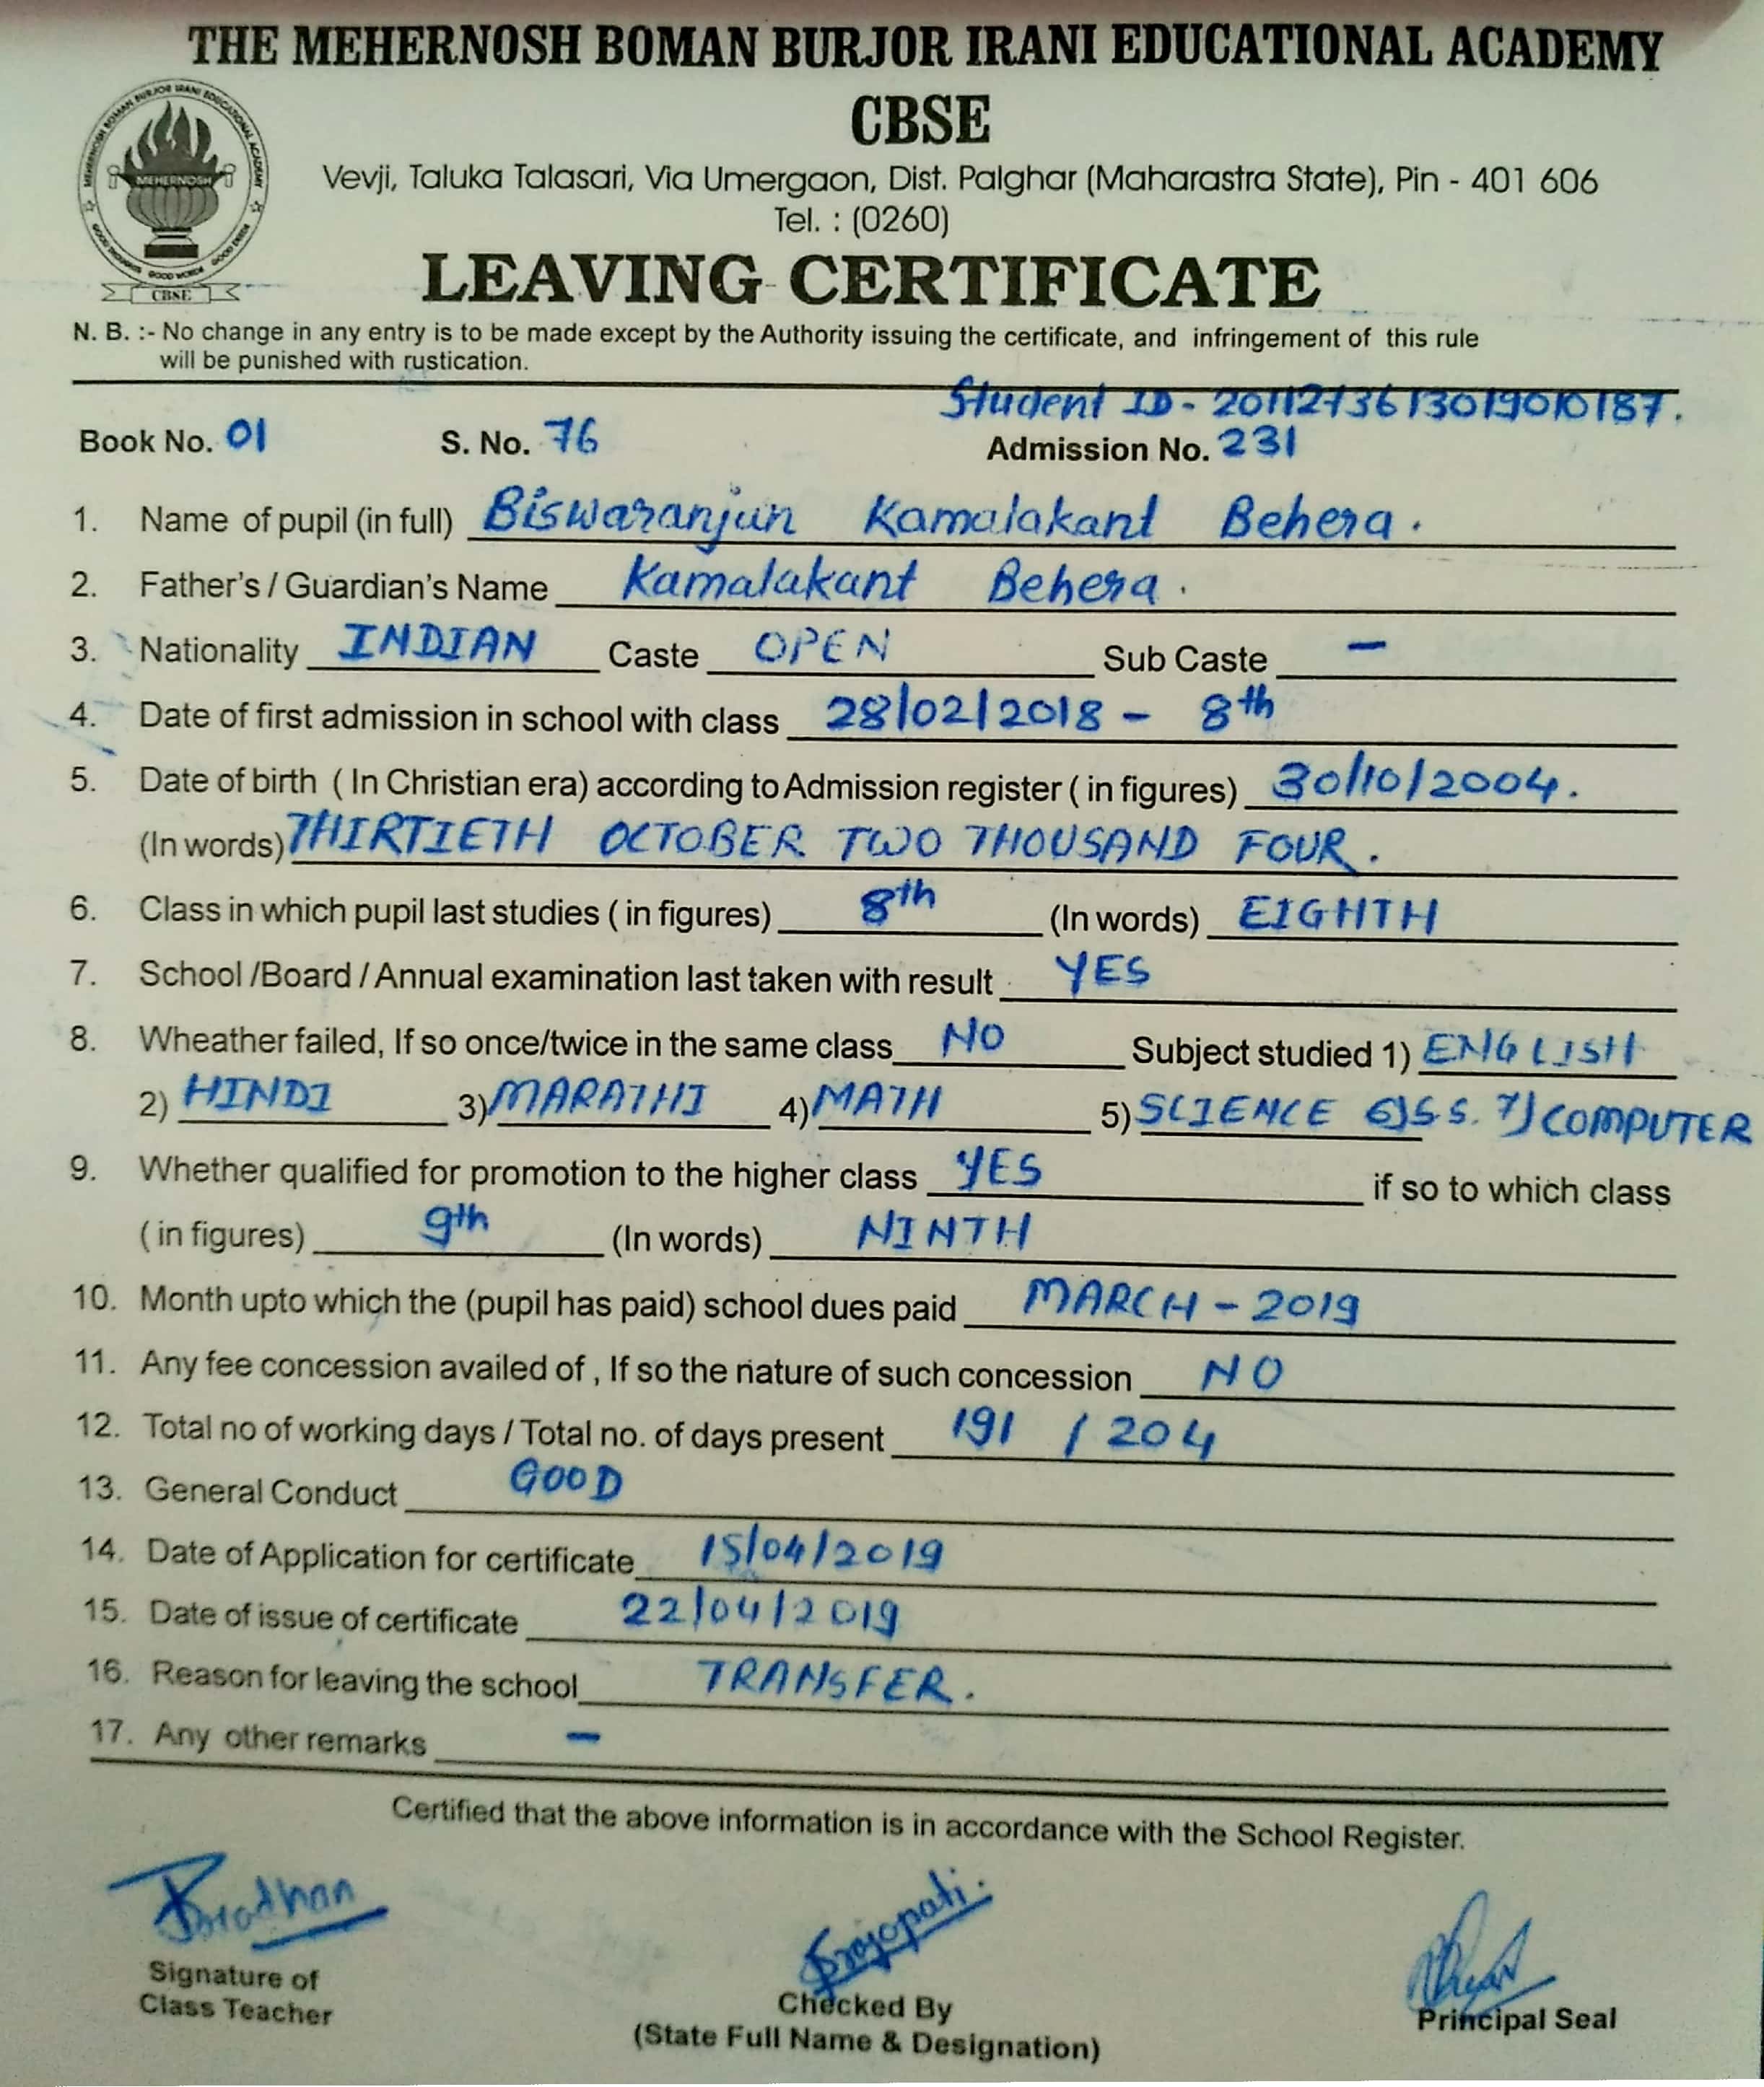 THE MEHERNOSH BOMAN BURJOR IRANI EDUCATIONAL ACADEMY
CBSE
MEHERNOSH BOMAN BURJOR IRANI EDUCATIONAL ACADEMY
MEHERNOSH
GOOD THOUGHTS GOOD WORDS GOOD DEEDS
CBSE
Vevji, Taluka Talasari, Via Umergaon, Dist. Palghar (Maharastra State), Pin - 401 606
Tel. : (0260)
LEAVING CERTIFICATE
N. B. :- No change in any entry is to be made except by the Authority issuing the certificate, and infringement of this rule
will be punished with rustication.
Student ID-
Book No. 01 S. No. 76 Admission No. 231
1. Name of pupil (in full) Biswaranjan Kamalakant Behera.
2. Father's / Guardian's Name Kamalakant Behera.
3. Nationality INDIAN Caste OPEN Sub Caste -
4. Date of first admission in school with class 28/02/2018 - 8th
5. Date of birth ( In Christian era) according to Admission register ( in figures) 30/10/2004.
(In words) THIRTIETH OCTOBER TWO THOUSAND FOUR.
6. Class in which pupil last studies ( in figures) 8th (In words) EIGHTH
7. School /Board / Annual examination last taken with result YES
8. Wheather failed, If so once/twice in the same class NO Subject studied 1) ENGLISH
2) HINDI 3) MARATHI 4) MATH 5) SCIENCE 6) S.S. 7) COMPUTER
9. Whether qualified for promotion to the higher class YES if so to which class
( in figures) 9th (In words) NINTH
10. Month upto which the (pupil has paid) school dues paid MARCH - 2019
11. Any fee concession availed of , If so the nature of such concession NO
12. Total no of working days / Total no. of days present 191 / 204
13. General Conduct GOOD
14. Date of Application for certificate 15/04/2019
15. Date of issue of certificate 22/04/2019
16. Reason for leaving the school TRANSFER.
17. Any other remarks -
Certified that the above information is in accordance with the School Register.
Signature of
Class Teacher
Checked By
(State Full Name & Designation)
Principal Seal